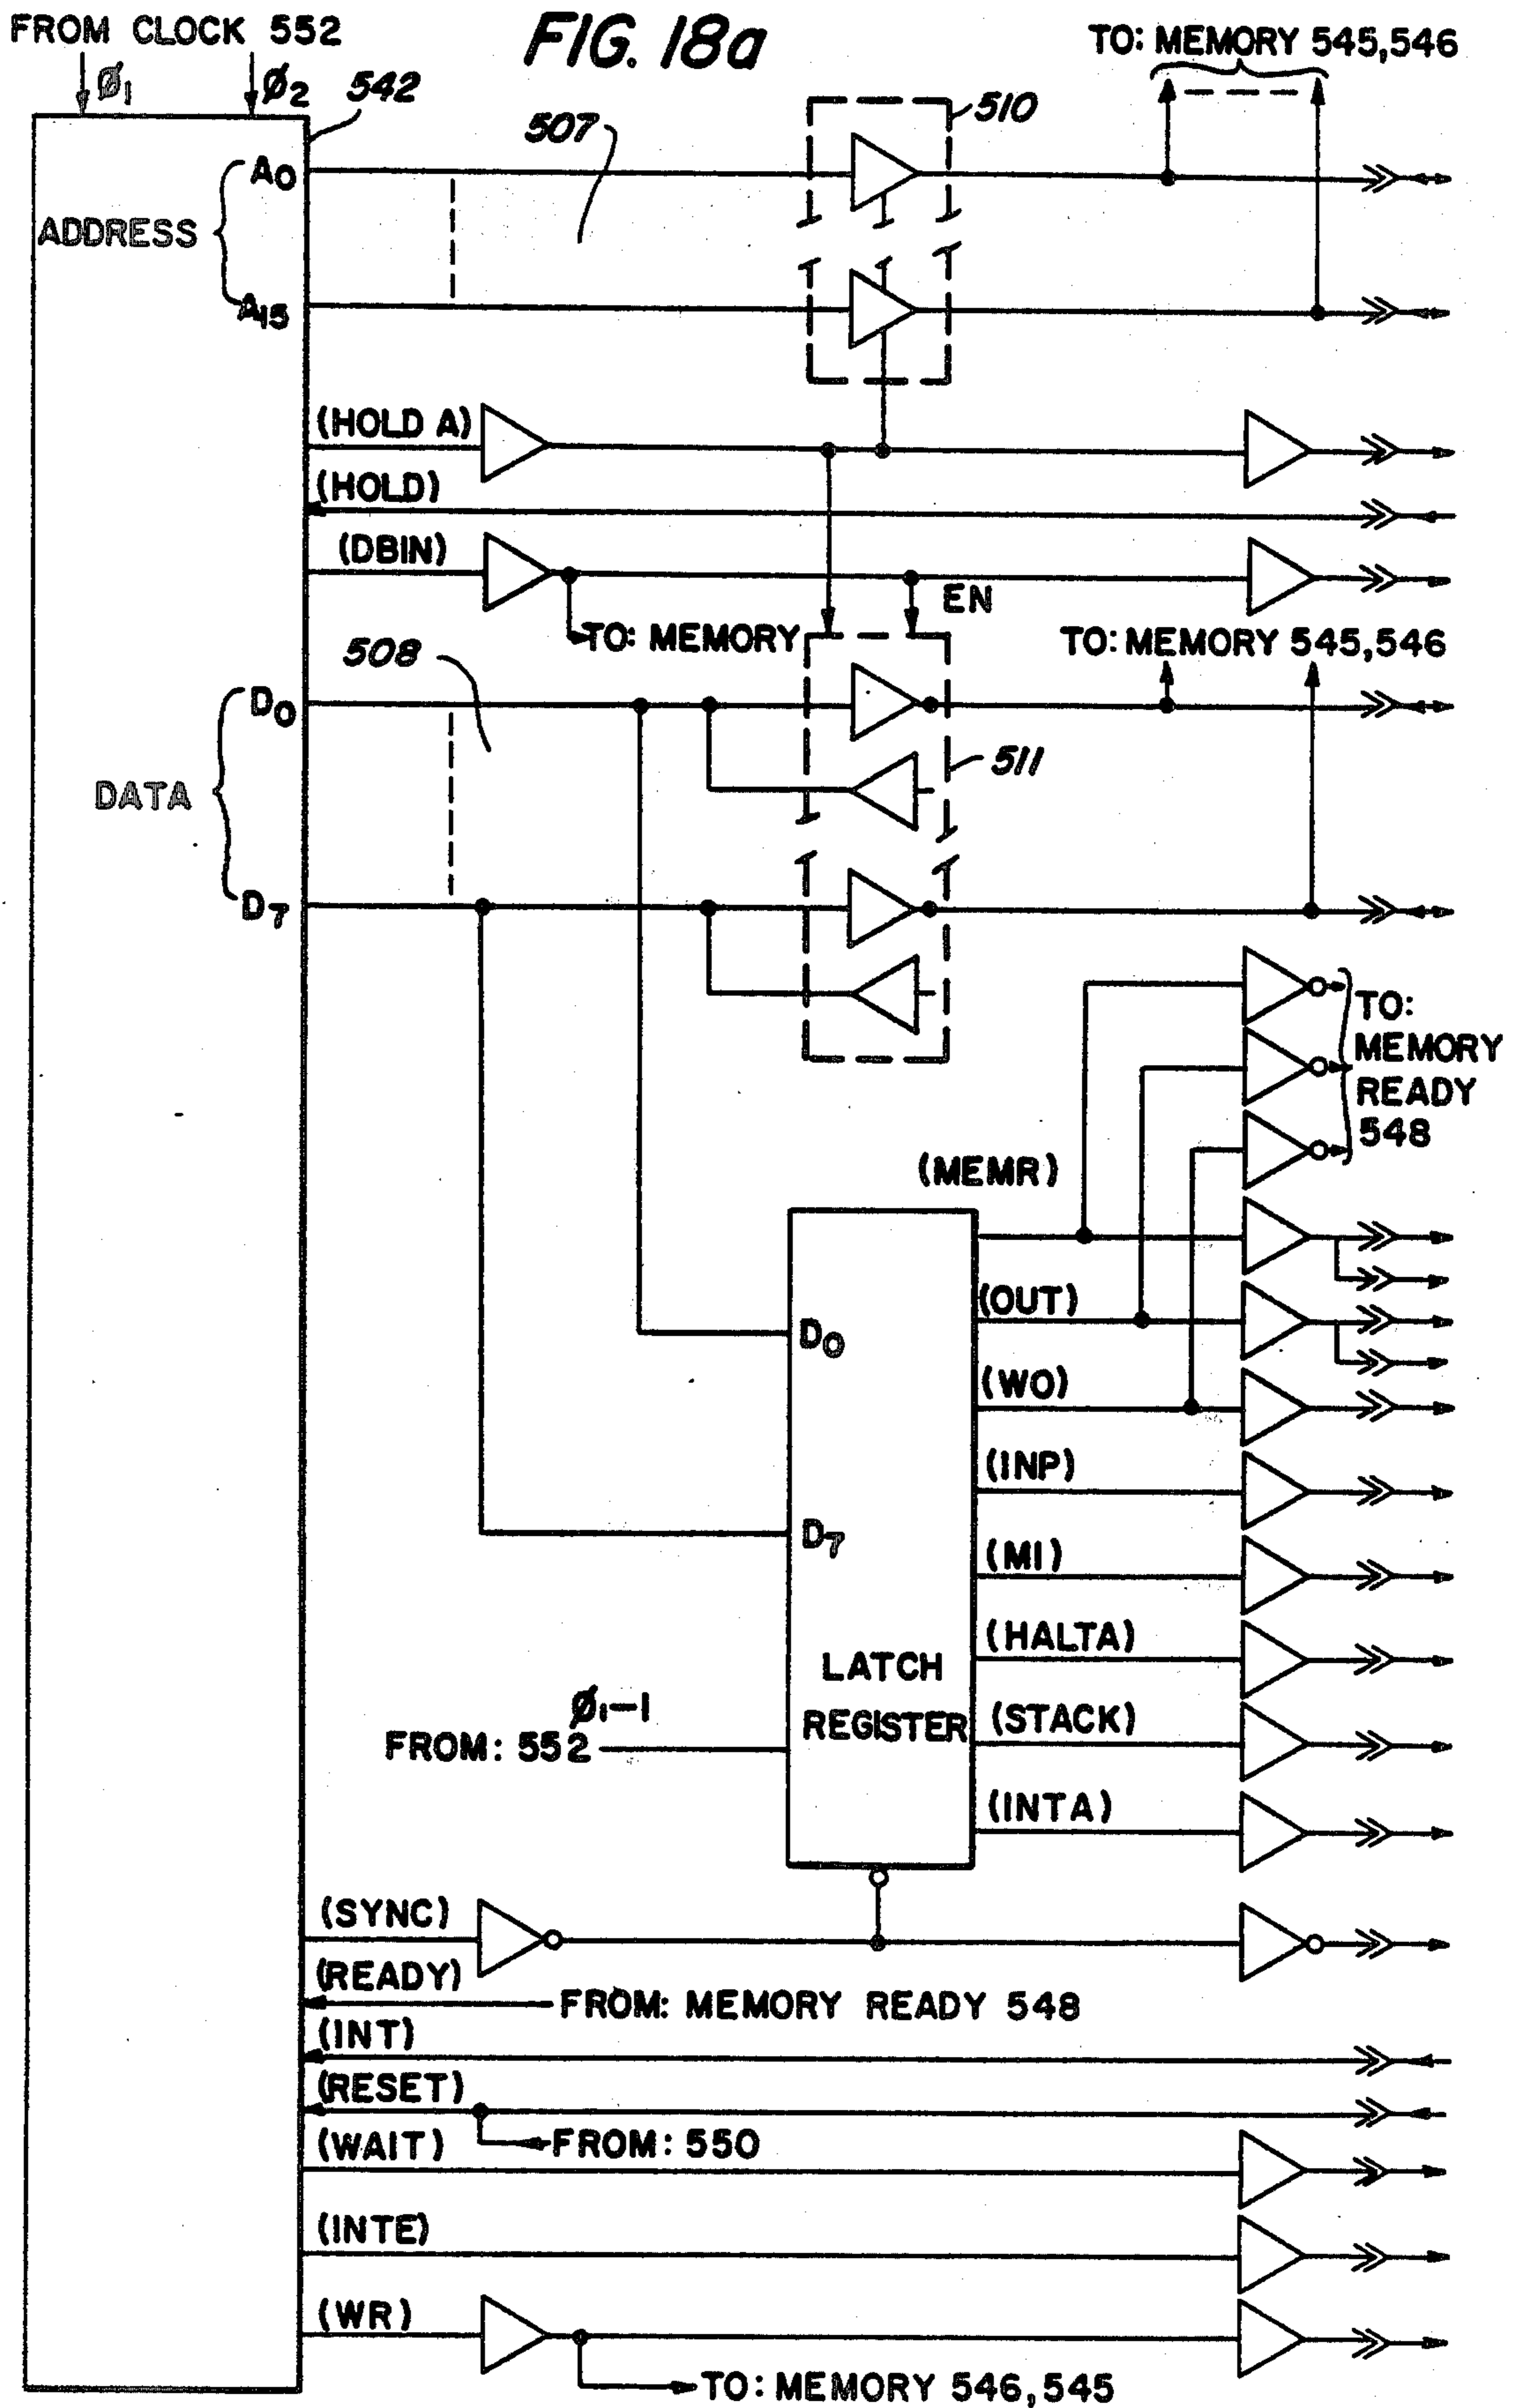 FROM CLOCK 552
FIG. 18a
TO: MEMORY 545,546
Ø1
Ø2
542
507
510
A0
ADDRESS
A15
(HOLD A)
(HOLD)
(DBIN)
EN
TO: MEMORY
TO: MEMORY 545,546
508
D0
511
DATA
D7
TO:
MEMORY
READY
548
(MEMR)
(OUT)
D0
(WO)
(INP)
D7
(MI)
(HALTA)
LATCH
REGISTER
Ø1-1
(STACK)
FROM: 552
(INTA)
(SYNC)
(READY)
FROM: MEMORY READY 548
(INT)
(RESET)
FROM: 550
(WAIT)
(INTE)
(WR)
TO: MEMORY 546,545